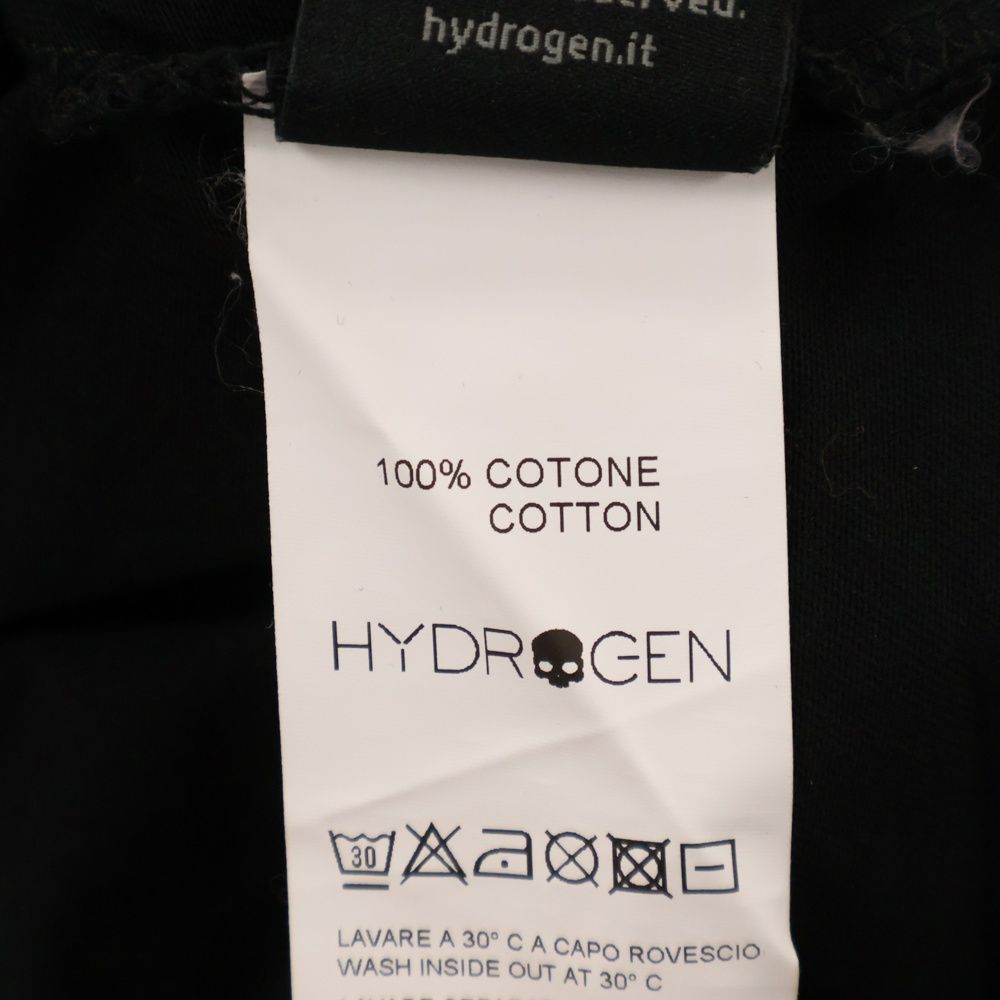 hydrogen.it
100% COTONE
COTTON
HYDROGEN
30
LAVARE A 30° C A CAPO ROVESCIO
WASH INSIDE OUT AT 30° C